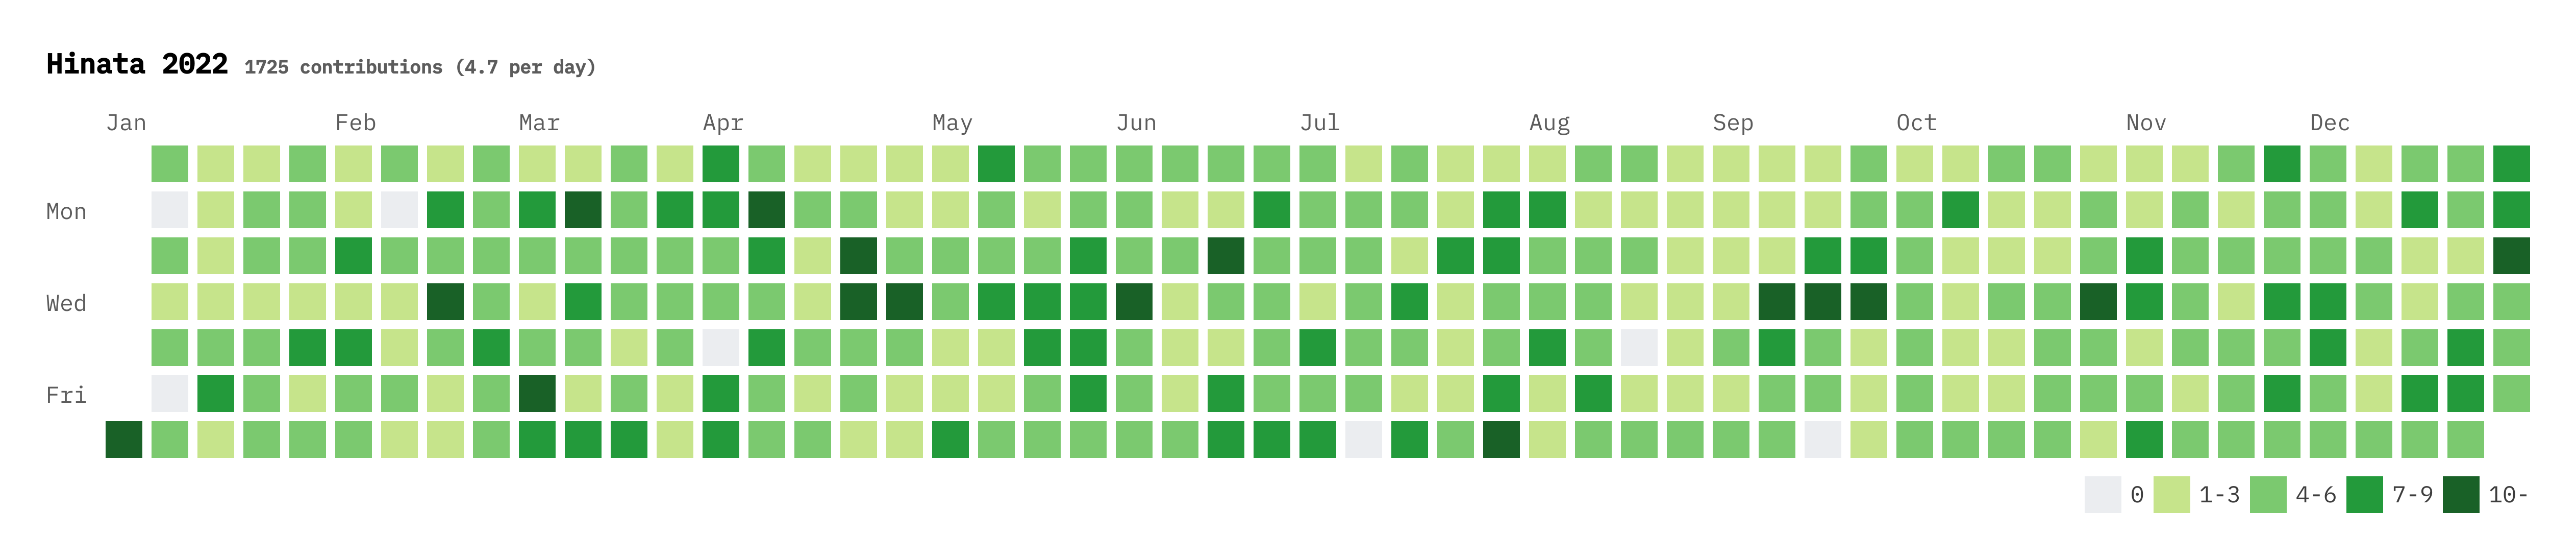 Hinata 2022 1725 contributions (4.7 per day)
Jan Feb Mar Apr May Jun Jul Aug Sep Oct Nov Dec
Mon
Wed
Fri
0 1-3 4-6 7-9 10-